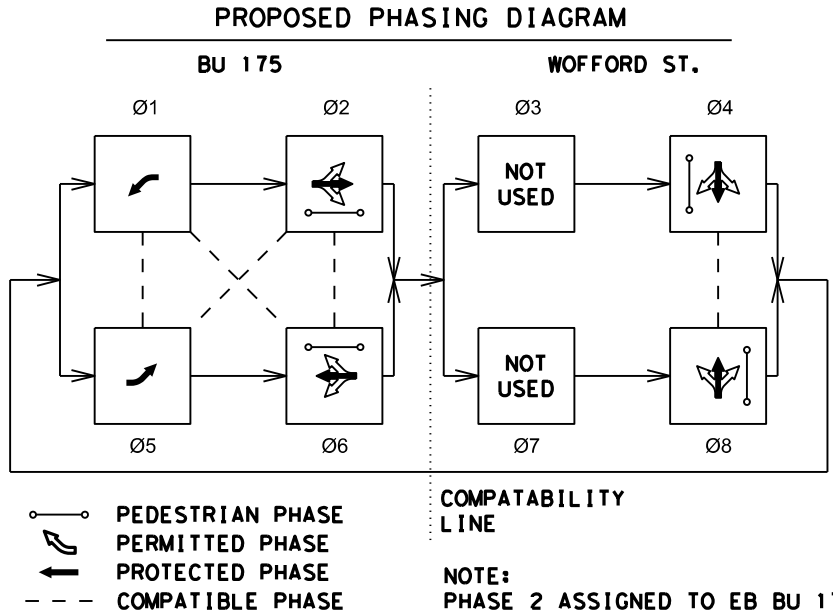 PROPOSED PHASING DIAGRAM
BU 175
WOFFORD ST.
Ø1
Ø2
Ø3
Ø4
NOT
USED
NOT
USED
Ø5
Ø6
Ø7
Ø8
PEDESTRIAN PHASE
PERMITTED PHASE
PROTECTED PHASE
COMPATIBLE PHASE
COMPATABILITY
LINE
NOTE:
PHASE 2 ASSIGNED TO EB BU 17